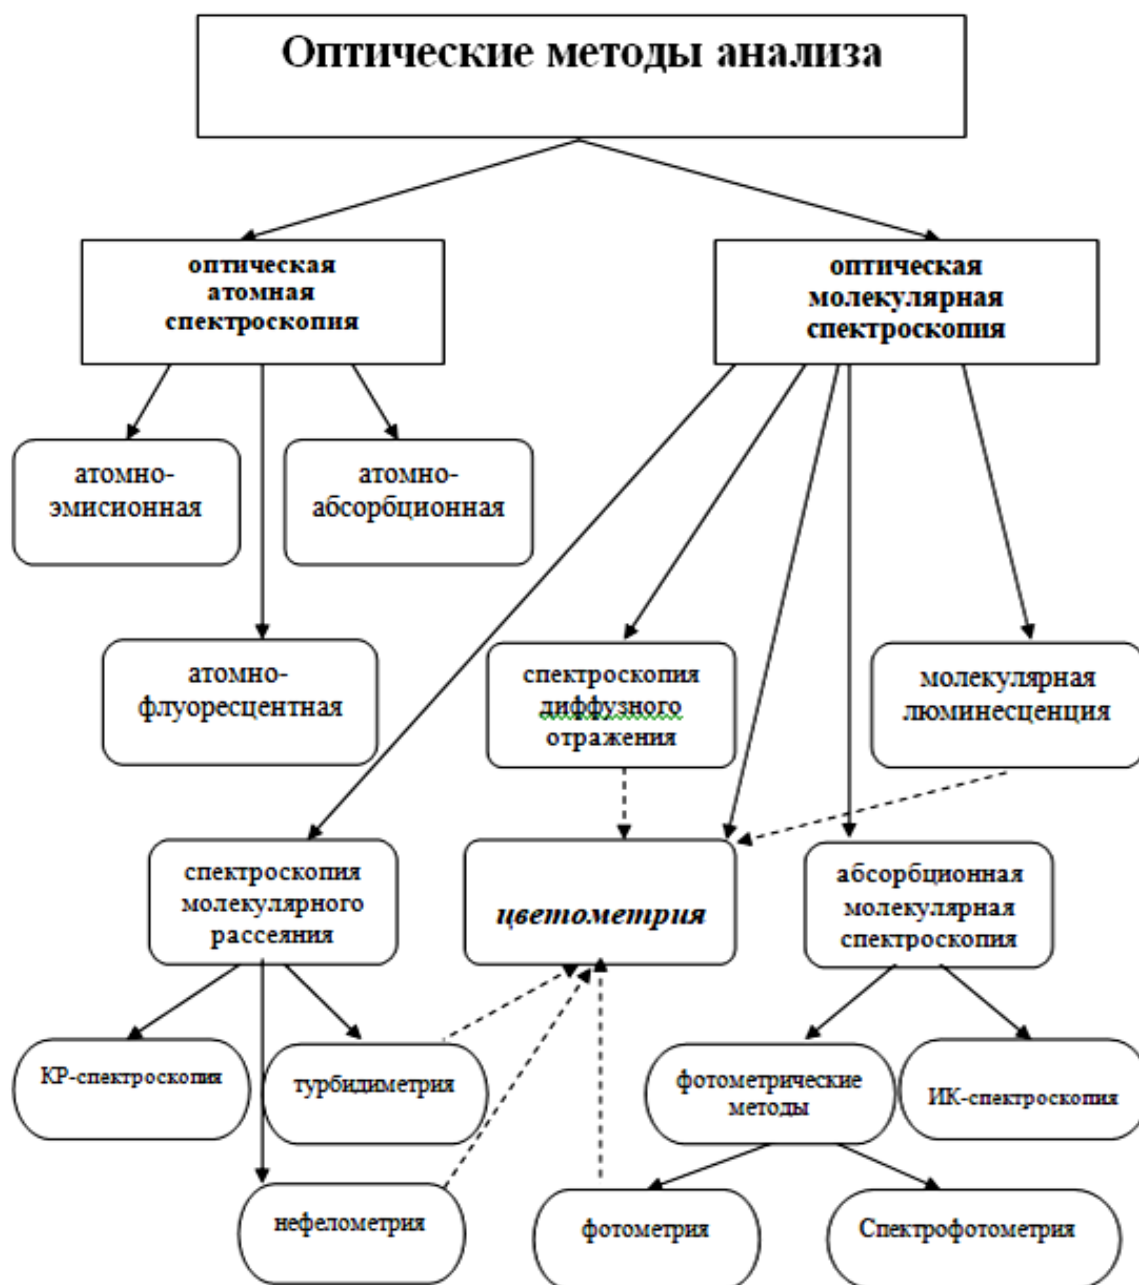 Оптические методы анализа
оптическая
атомная
спектроскопия
оптическая
молекулярная
спектроскопия
атомно-
эмисионная
атомно-
абсорбционная
атомно-
флуоресцентная
спектроскопия
диффузного
отражения
молекулярная
люминесценция
спектроскопия
молекулярного
рассеяния
цветометрия
абсорбционная
молекулярная
спектроскопия
КР-спектроскопия
турбидиметрия
фотометрические
методы
ИК-спектроскопия
нефелометрия
фотометрия
Спектрофотометрия